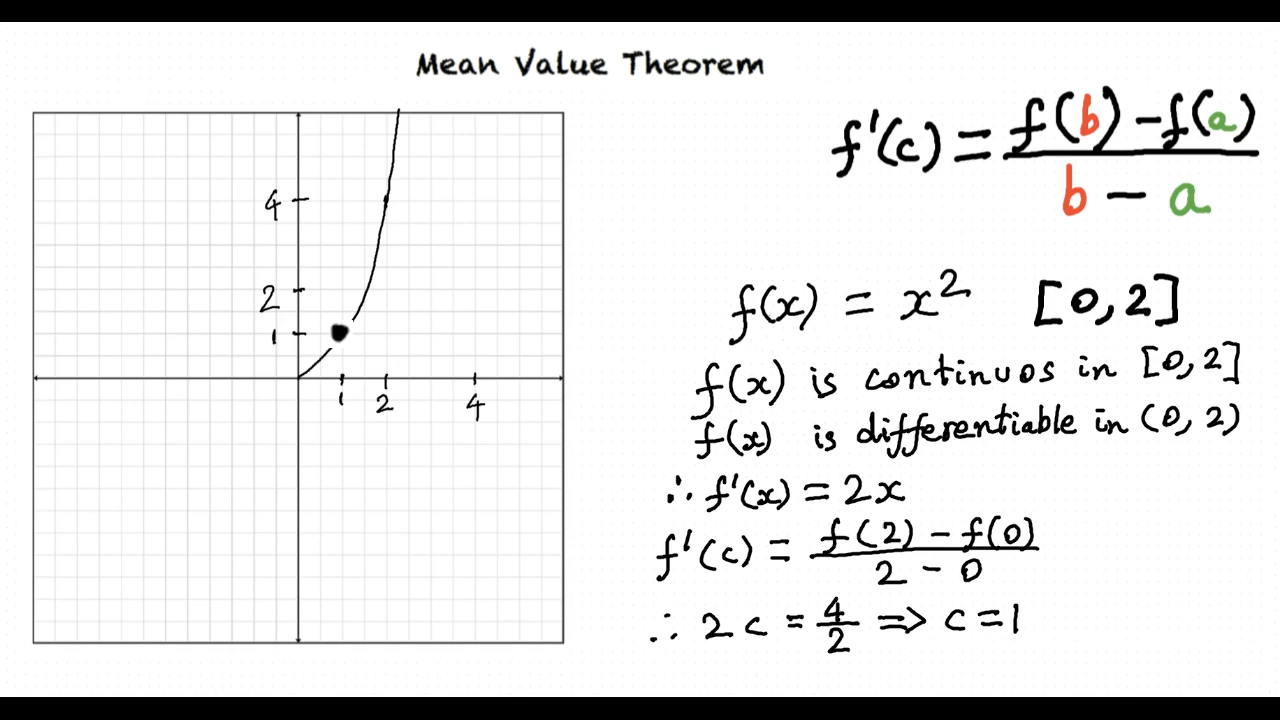 Mean Value Theorem
f'(c) = f(b) - f(a) / b - a
4
2
1
1 2 4
f(x) = x² [0, 2]
f(x) is continuos in [0, 2]
f(x) is differentiable in (0, 2)
∴ f'(x) = 2x
f'(c) = f(2) - f(0) / 2 - 0
∴ 2c = 4/2 => c = 1